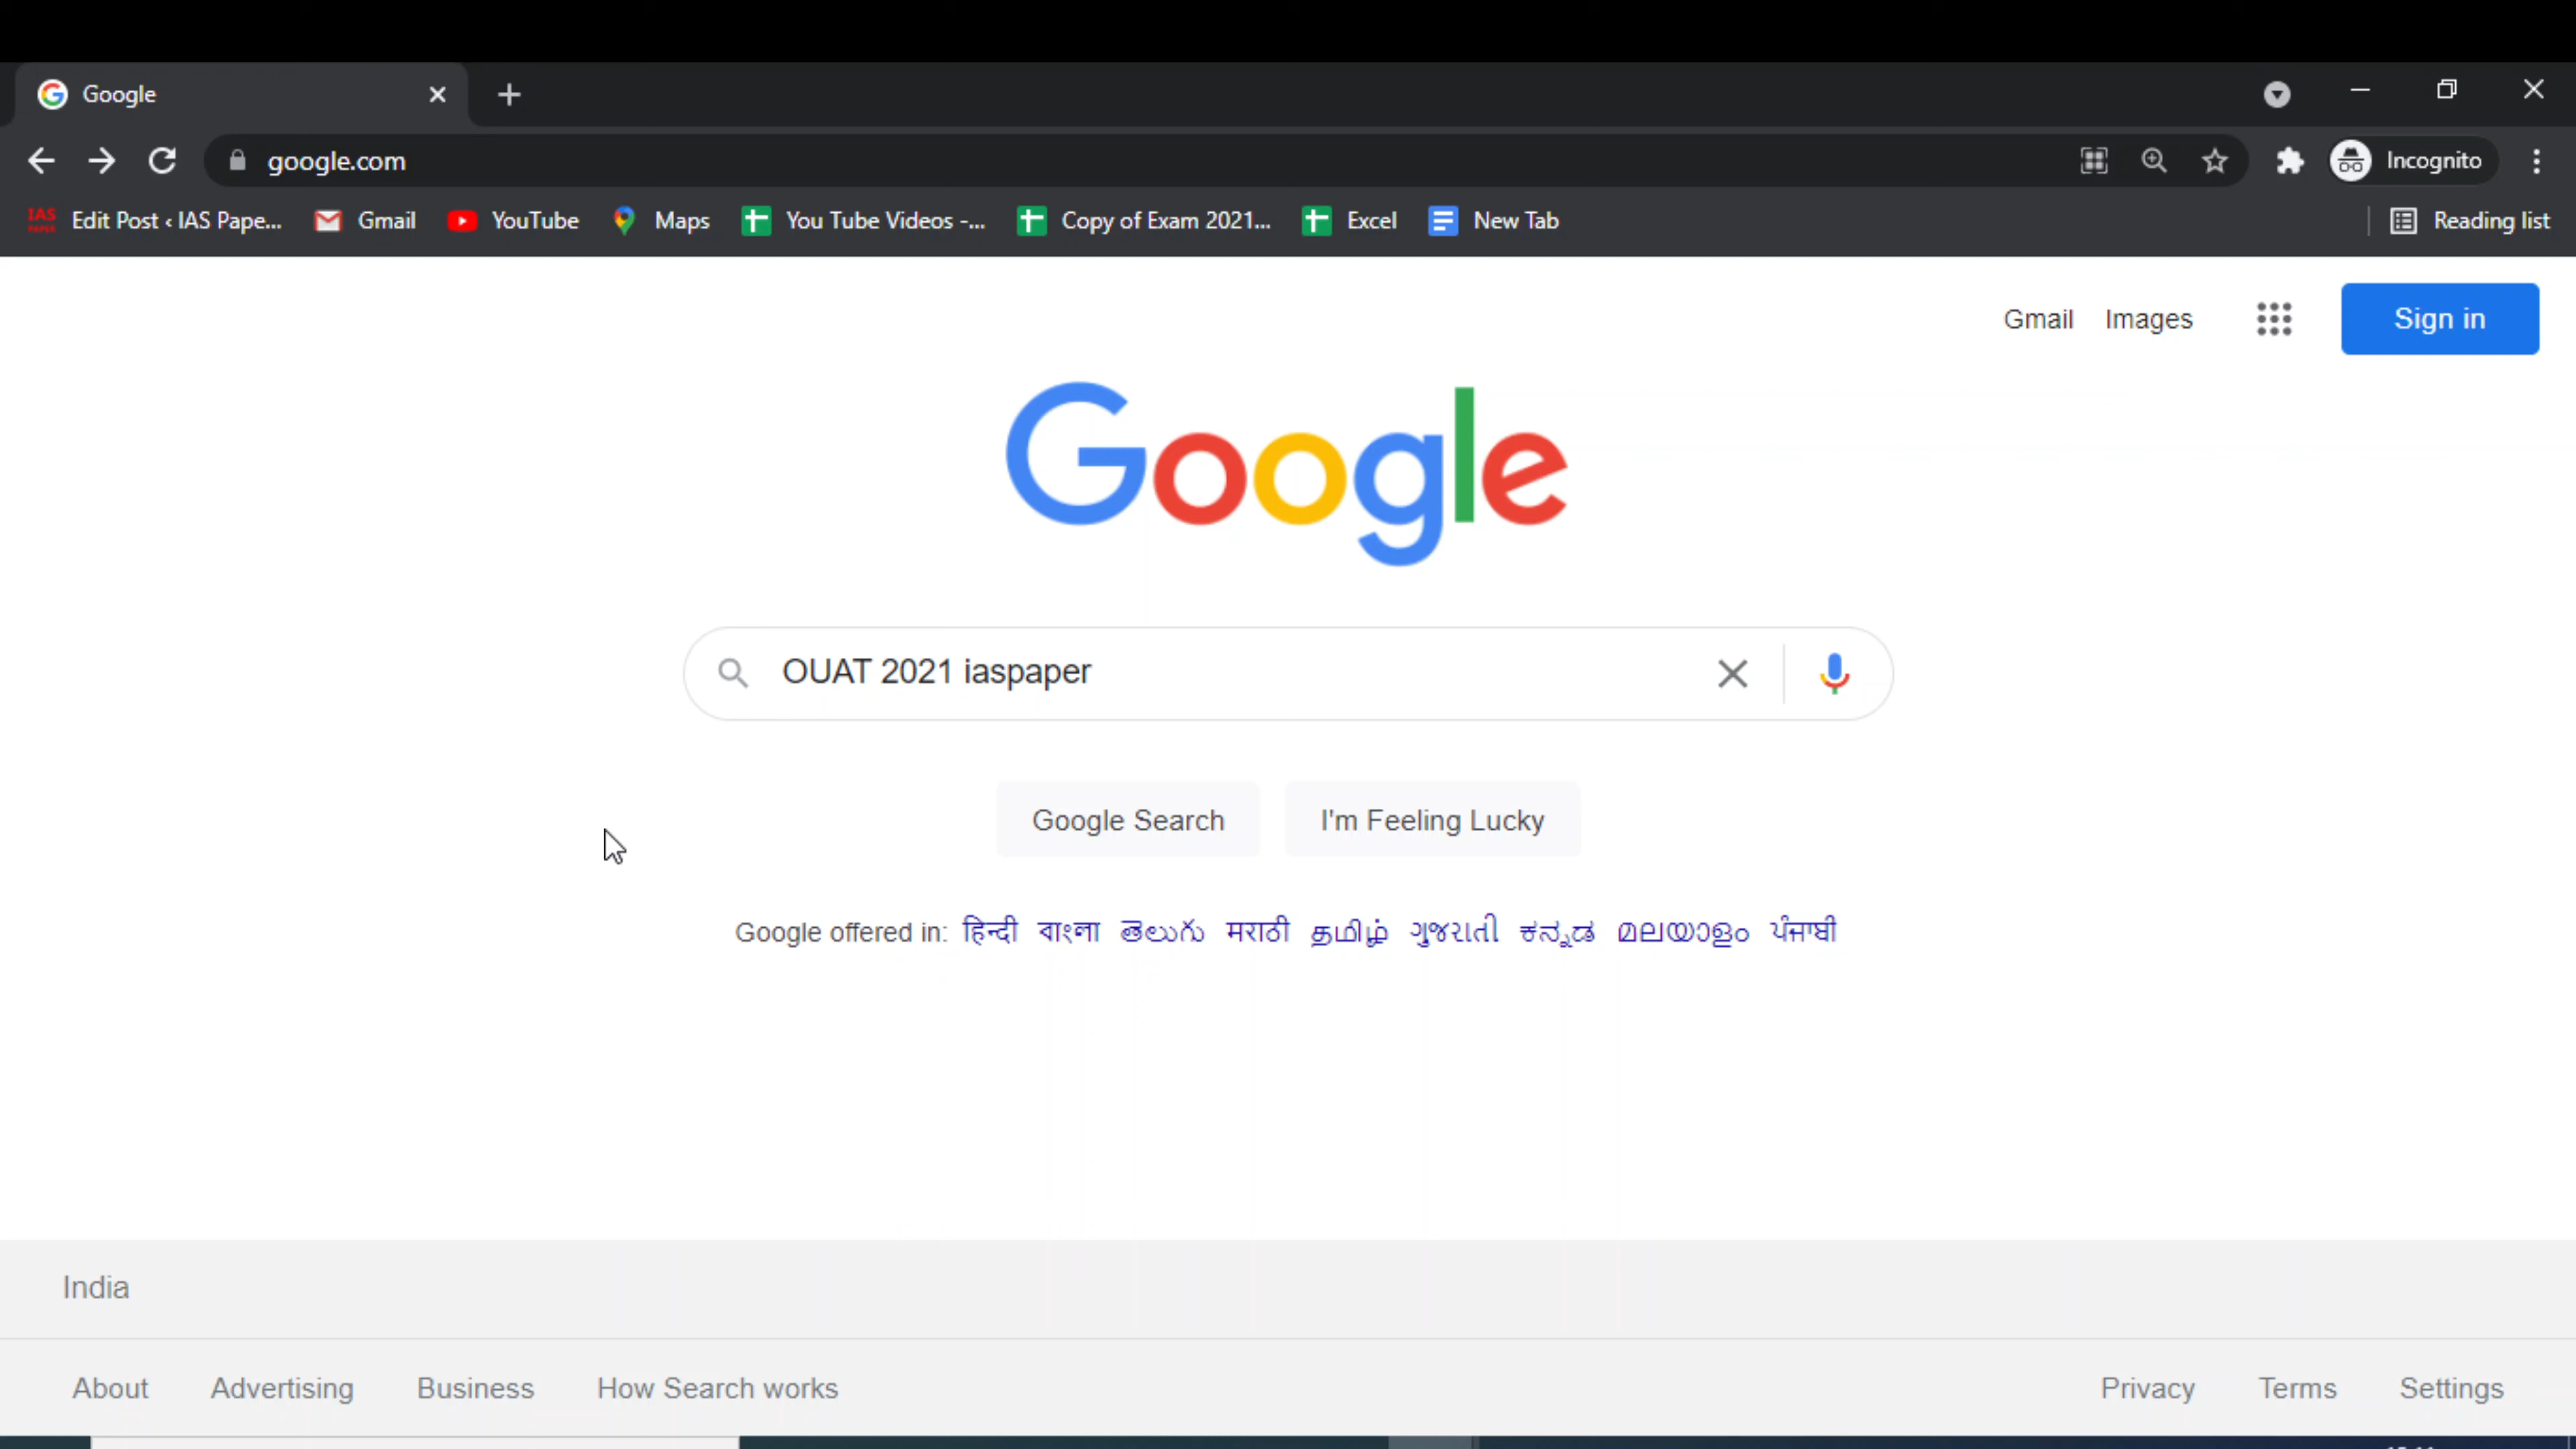 Google
google.com
Incognito
IAS PAPER Edit Post ‹ IAS Pape... Gmail YouTube Maps You Tube Videos -... Copy of Exam 2021... Excel New Tab Reading list
Gmail Images Sign in
Google
OUAT 2021 iaspaper
Google Search I'm Feeling Lucky
Google offered in: हिन्दी বাংলা తెలుగు मराठी தமிழ் ગુજરાતી ಕನ್ನಡ മലയാളം ਪੰਜਾਬੀ
India
About Advertising Business How Search works Privacy Terms Settings